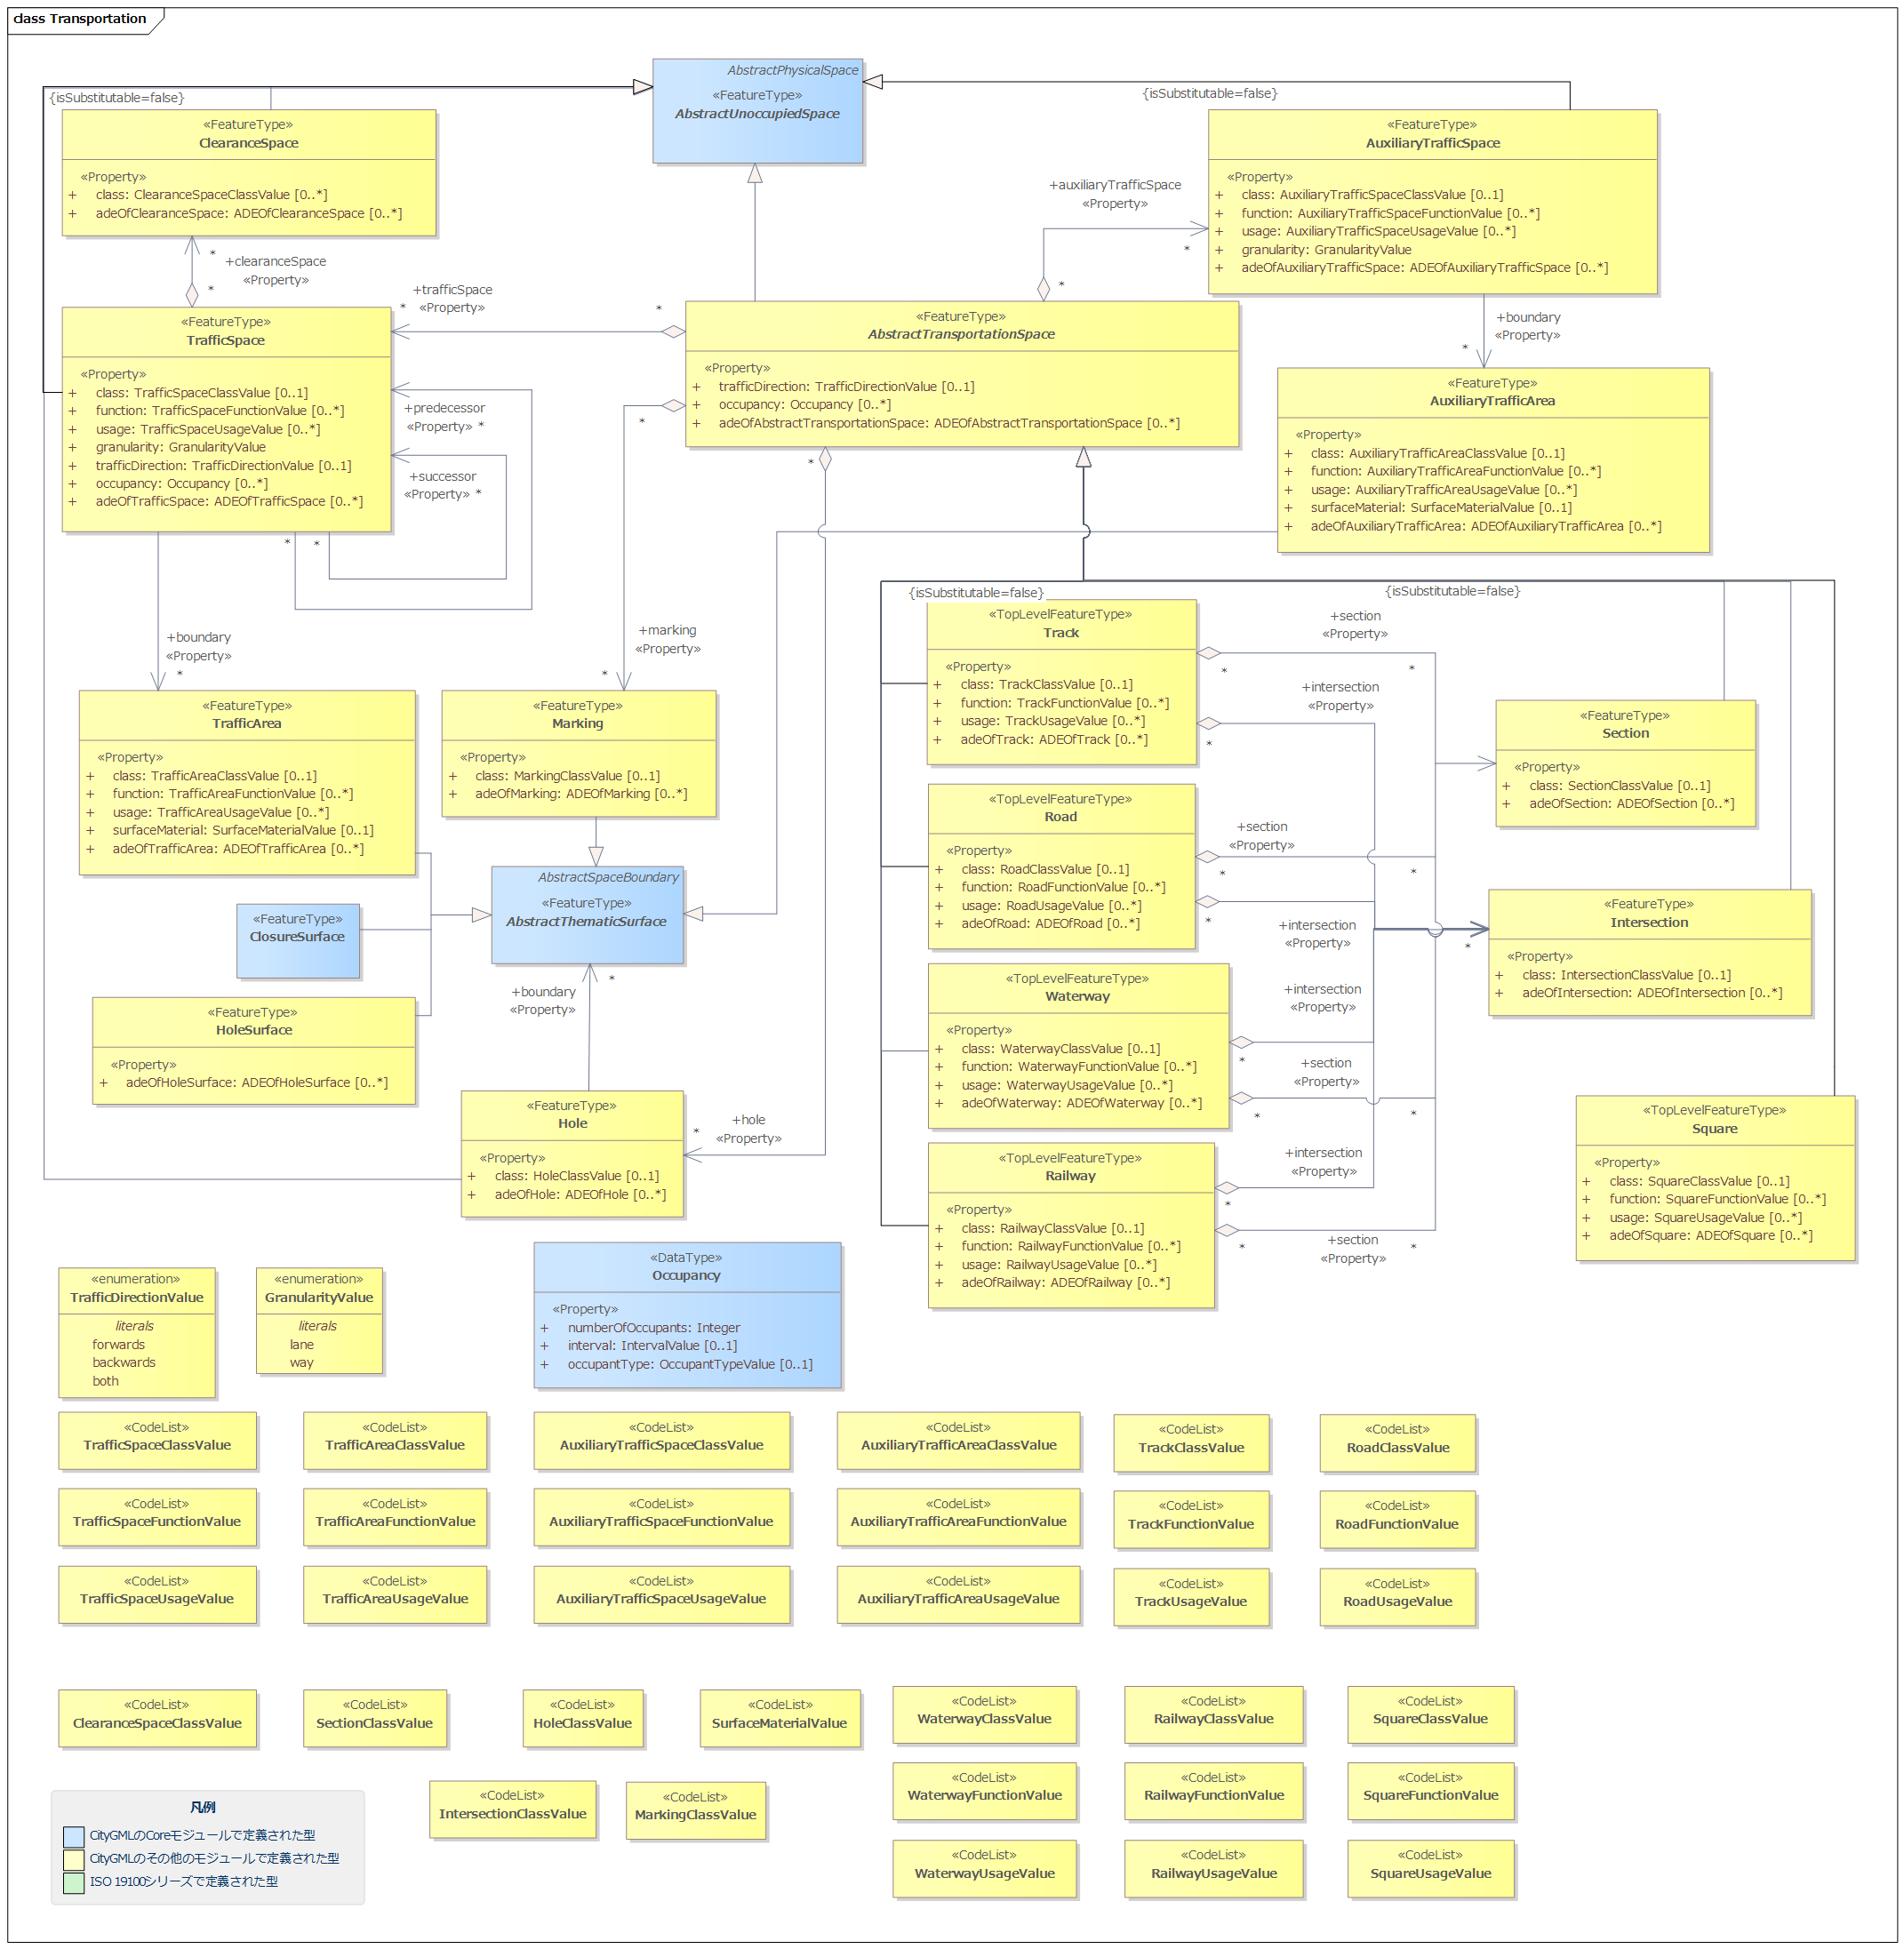 class Transportation
AbstractPhysicalSpace
«FeatureType»
AbstractUnoccupiedSpace
{isSubstitutable=false}
{isSubstitutable=false}
«FeatureType»
ClearanceSpace
«Property»
+ class: ClearanceSpaceClassValue [0..*]
+ adeOfClearanceSpace: ADEOfClearanceSpace [0..*]
«FeatureType»
AuxiliaryTrafficSpace
«Property»
+ class: AuxiliaryTrafficSpaceClassValue [0..1]
+ function: AuxiliaryTrafficSpaceFunctionValue [0..*]
+ usage: AuxiliaryTrafficSpaceUsageValue [0..*]
+ granularity: GranularityValue
+ adeOfAuxiliaryTrafficSpace: ADEOfAuxiliaryTrafficSpace [0..*]
+auxiliaryTrafficSpace
«Property»
*
*
*
+clearanceSpace
«Property»
*
+trafficSpace
«Property»
*
*
«FeatureType»
TrafficSpace
«Property»
+ class: TrafficSpaceClassValue [0..1]
+ function: TrafficSpaceFunctionValue [0..*]
+ usage: TrafficSpaceUsageValue [0..*]
+ granularity: GranularityValue
+ trafficDirection: TrafficDirectionValue [0..1]
+ occupancy: Occupancy [0..*]
+ adeOfTrafficSpace: ADEOfTrafficSpace [0..*]
+predecessor
«Property» *
+successor
«Property» *
*
*
«FeatureType»
AbstractTransportationSpace
«Property»
+ trafficDirection: TrafficDirectionValue [0..1]
+ occupancy: Occupancy [0..*]
+ adeOfAbstractTransportationSpace: ADEOfAbstractTransportationSpace [0..*]
*
*
+boundary
«Property»
*
«FeatureType»
AuxiliaryTrafficArea
«Property»
+ class: AuxiliaryTrafficAreaClassValue [0..1]
+ function: AuxiliaryTrafficAreaFunctionValue [0..*]
+ usage: AuxiliaryTrafficAreaUsageValue [0..*]
+ surfaceMaterial: SurfaceMaterialValue [0..1]
+ adeOfAuxiliaryTrafficArea: ADEOfAuxiliaryTrafficArea [0..*]
+boundary
«Property»
*
+marking
«Property»
*
{isSubstitutable=false}
{isSubstitutable=false}
«FeatureType»
TrafficArea
«Property»
+ class: TrafficAreaClassValue [0..1]
+ function: TrafficAreaFunctionValue [0..*]
+ usage: TrafficAreaUsageValue [0..*]
+ surfaceMaterial: SurfaceMaterialValue [0..1]
+ adeOfTrafficArea: ADEOfTrafficArea [0..*]
«FeatureType»
Marking
«Property»
+ class: MarkingClassValue [0..1]
+ adeOfMarking: ADEOfMarking [0..*]
«TopLevelFeatureType»
Track
«Property»
+ class: TrackClassValue [0..1]
+ function: TrackFunctionValue [0..*]
+ usage: TrackUsageValue [0..*]
+ adeOfTrack: ADEOfTrack [0..*]
+section
«Property»
*
*
+intersection
«Property»
*
«FeatureType»
Section
«Property»
+ class: SectionClassValue [0..1]
+ adeOfSection: ADEOfSection [0..*]
«TopLevelFeatureType»
Road
«Property»
+ class: RoadClassValue [0..1]
+ function: RoadFunctionValue [0..*]
+ usage: RoadUsageValue [0..*]
+ adeOfRoad: ADEOfRoad [0..*]
+section
«Property»
*
*
*
+intersection
«Property»
*
«FeatureType»
Intersection
«Property»
+ class: IntersectionClassValue [0..1]
+ adeOfIntersection: ADEOfIntersection [0..*]
AbstractSpaceBoundary
«FeatureType»
AbstractThematicSurface
«FeatureType»
ClosureSurface
«FeatureType»
HoleSurface
«Property»
+ adeOfHoleSurface: ADEOfHoleSurface [0..*]
+boundary
«Property»
*
«TopLevelFeatureType»
Waterway
«Property»
+ class: WaterwayClassValue [0..1]
+ function: WaterwayFunctionValue [0..*]
+ usage: WaterwayUsageValue [0..*]
+ adeOfWaterway: ADEOfWaterway [0..*]
+intersection
«Property»
*
+section
«Property»
*
*
«FeatureType»
Hole
«Property»
+ class: HoleClassValue [0..1]
+ adeOfHole: ADEOfHole [0..*]
+hole
«Property»
*
«TopLevelFeatureType»
Railway
«Property»
+ class: RailwayClassValue [0..1]
+ function: RailwayFunctionValue [0..*]
+ usage: RailwayUsageValue [0..*]
+ adeOfRailway: ADEOfRailway [0..*]
+intersection
«Property»
*
+section
«Property»
*
*
«TopLevelFeatureType»
Square
«Property»
+ class: SquareClassValue [0..1]
+ function: SquareFunctionValue [0..*]
+ usage: SquareUsageValue [0..*]
+ adeOfSquare: ADEOfSquare [0..*]
«enumeration»
TrafficDirectionValue
literals
forwards
backwards
both
«enumeration»
GranularityValue
literals
lane
way
«DataType»
Occupancy
«Property»
+ numberOfOccupants: Integer
+ interval: IntervalValue [0..1]
+ occupantType: OccupantTypeValue [0..1]
«CodeList»
TrafficSpaceClassValue
«CodeList»
TrafficAreaClassValue
«CodeList»
AuxiliaryTrafficSpaceClassValue
«CodeList»
AuxiliaryTrafficAreaClassValue
«CodeList»
TrackClassValue
«CodeList»
RoadClassValue
«CodeList»
TrafficSpaceFunctionValue
«CodeList»
TrafficAreaFunctionValue
«CodeList»
AuxiliaryTrafficSpaceFunctionValue
«CodeList»
AuxiliaryTrafficAreaFunctionValue
«CodeList»
TrackFunctionValue
«CodeList»
RoadFunctionValue
«CodeList»
TrafficSpaceUsageValue
«CodeList»
TrafficAreaUsageValue
«CodeList»
AuxiliaryTrafficSpaceUsageValue
«CodeList»
AuxiliaryTrafficAreaUsageValue
«CodeList»
TrackUsageValue
«CodeList»
RoadUsageValue
«CodeList»
ClearanceSpaceClassValue
«CodeList»
SectionClassValue
«CodeList»
HoleClassValue
«CodeList»
SurfaceMaterialValue
«CodeList»
WaterwayClassValue
«CodeList»
RailwayClassValue
«CodeList»
SquareClassValue
«CodeList»
IntersectionClassValue
«CodeList»
MarkingClassValue
«CodeList»
WaterwayFunctionValue
«CodeList»
RailwayFunctionValue
«CodeList»
SquareFunctionValue
«CodeList»
WaterwayUsageValue
«CodeList»
RailwayUsageValue
«CodeList»
SquareUsageValue
凡例
CityGMLのCoreモジュールで定義された型
CityGMLのその他のモジュールで定義された型
ISO 19100シリーズで定義された型